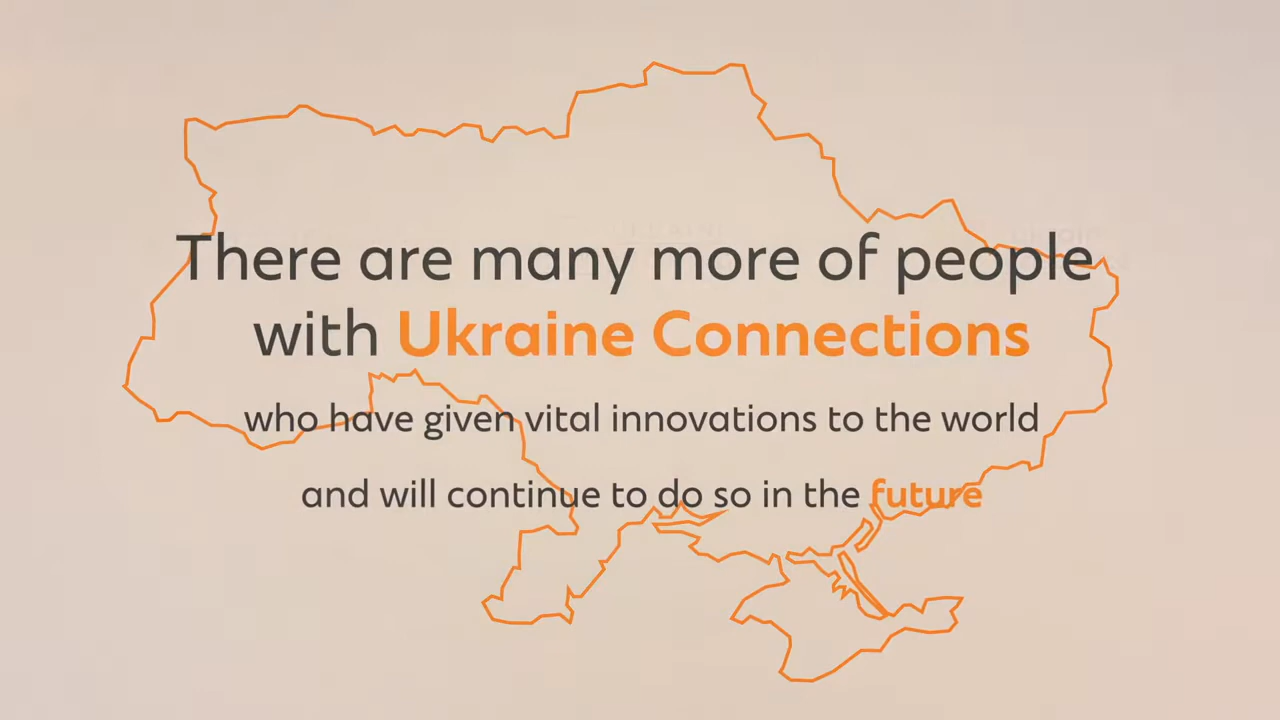 There are many more of people
with Ukraine Connections
who have given vital innovations to the world
and will continue to do so in the future